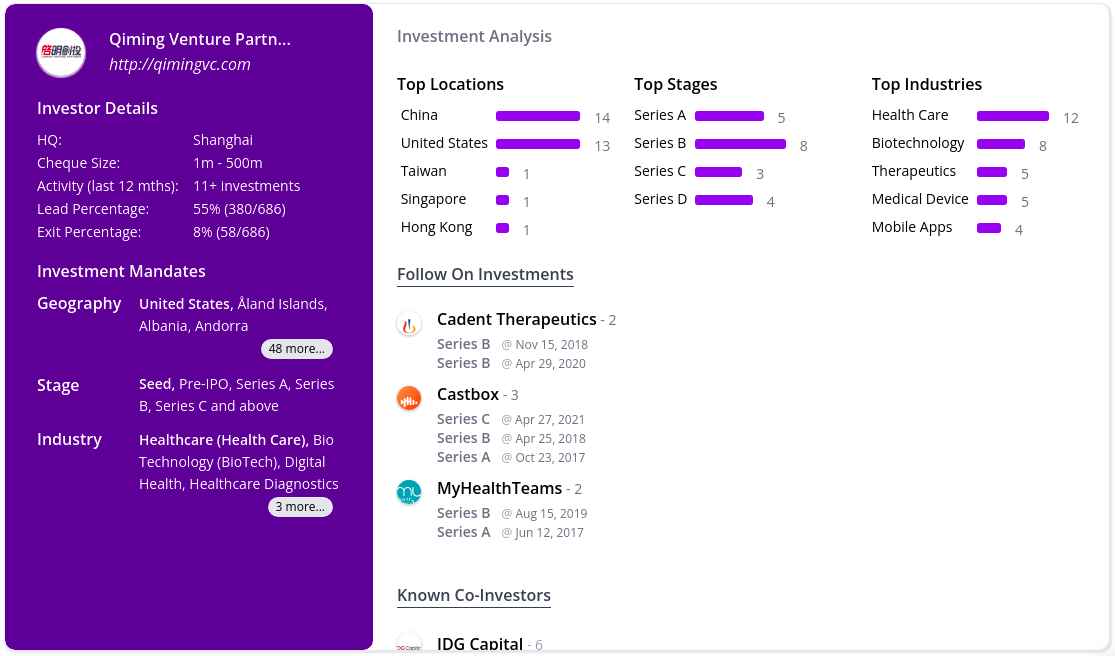 Qiming Venture Partn...
http://qimingvc.com
Investor Details
HQ: Shanghai
Cheque Size: 1m - 500m
Activity (last 12 mths): 11+ investments
Lead Percentage: 55% (380/686)
Exit Percentage: 8% (58/686)
Investment Mandates
Geography United States, Åland Islands,
Albania, Andorra
48 more...
Stage Seed, Pre-IPO, Series A, Series
B, Series C and above
Industry Healthcare (Health Care), Bio
Technology (BioTech), Digital
Health, Healthcare Diagnostics
3 more...
Investment Analysis
Top Locations
China 14
United States 13
Taiwan 1
Singapore 1
Hong Kong 1
Top Stages
Series A 5
Series B 8
Series C 3
Series D 4
Top Industries
Health Care 12
Biotechnology 8
Therapeutics 5
Medical Device 5
Mobile Apps 4
Follow On Investments
Cadent Therapeutics - 2
Series B @ Nov 15, 2018
Series B @ Apr 29, 2020
Castbox - 3
Series C @ Apr 27, 2021
Series B @ Apr 25, 2018
Series A @ Oct 23, 2017
MyHealthTeams - 2
Series B @ Aug 15, 2019
Series A @ Jun 12, 2017
Known Co-Investors
IDG Capital - 6